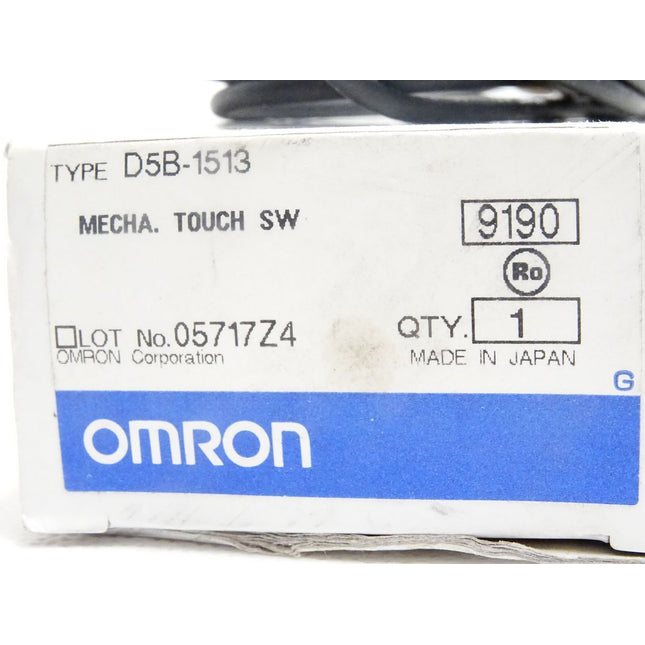 TYPE D5B-1513
MECHA. TOUCH SW
9190
Ro
□LOT No.05717Z4
QTY. 1
OMRON Corporation
MADE IN JAPAN
G
OMRON